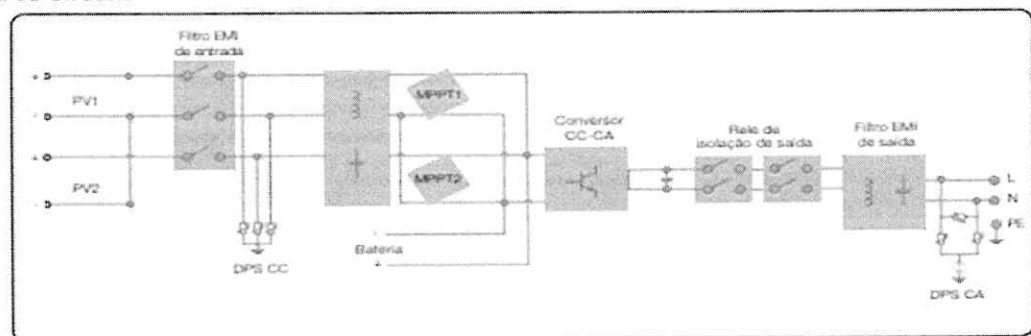 Filtro EMI
de entrada
+
PV1
-
+
PV2
-
MPPT1
MPPT2
Bateria
-
+
DPS CC
Conversor
CC-CA
Relé de
isolação de saída
Filtro EMI
de saída
L
N
PE
DPS CA